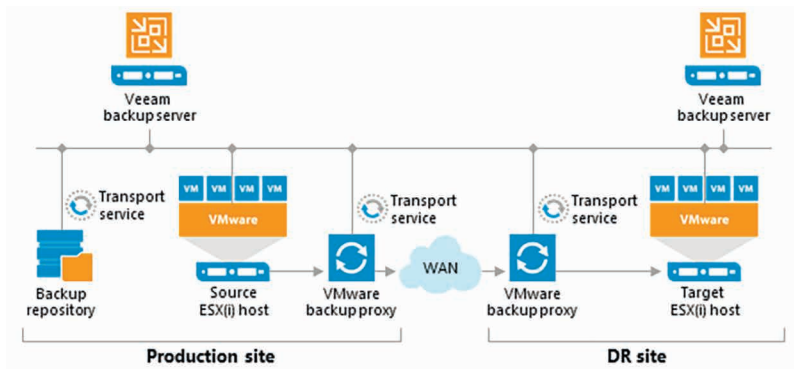 Veeam
backup server
Veeam
backup server
Transport
service
VM VM VM VM
VMware
Transport
service
Transport
service
VM VM VM VM
VMware
WAN
Backup
repository
Source
ESX(i) host
VMware
backup proxy
VMware
backup proxy
Target
ESX(i) host
Production site
DR site